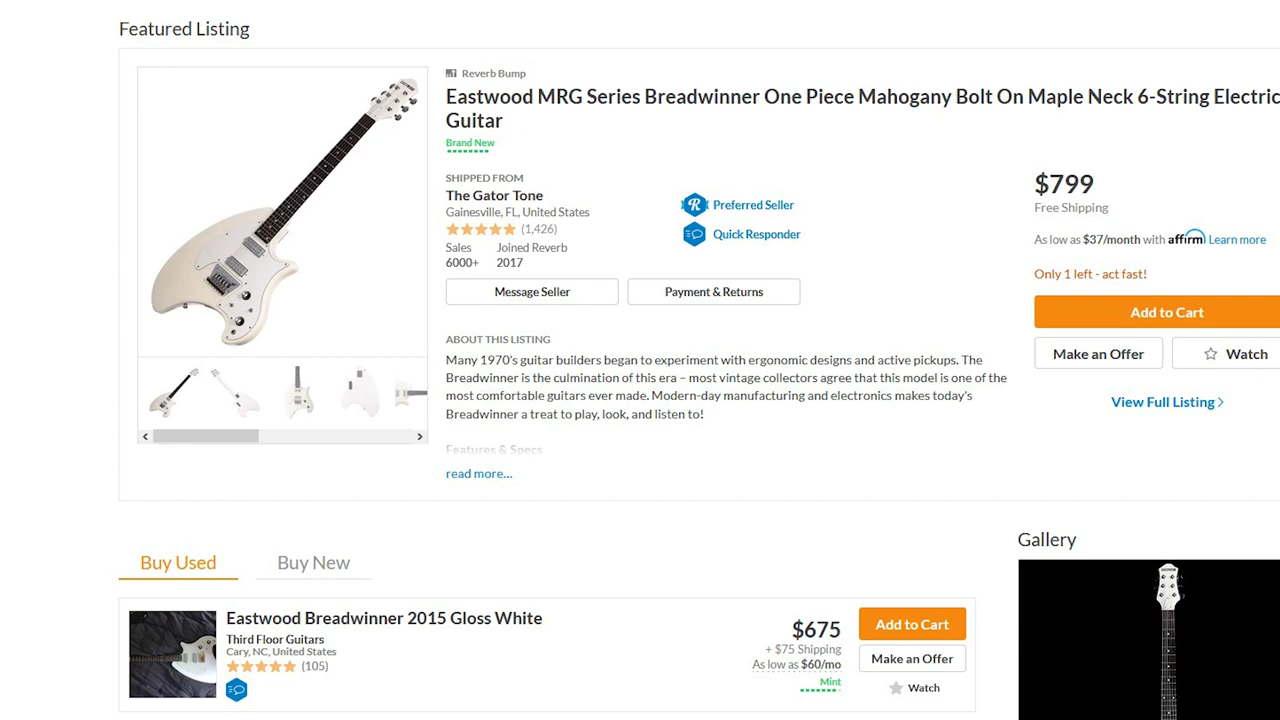 Featured Listing
Reverb Bump
Eastwood MRG Series Breadwinner One Piece Mahogany Bolt On Maple Neck 6-String Electric
Guitar
Brand New
SHIPPED FROM
The Gator Tone
Gainesville, FL, United States
(1,426)
Sales Joined Reverb
6000+ 2017
Preferred Seller
Quick Responder
Message Seller
Payment & Returns
$799
Free Shipping
As low as $37/month with affirm Learn more
Only 1 left - act fast!
Add to Cart
Make an Offer
Watch
View Full Listing
ABOUT THIS LISTING
Many 1970's guitar builders began to experiment with ergonomic designs and active pickups. The
Breadwinner is the culmination of this era – most vintage collectors agree that this model is one of the
most comfortable guitars ever made. Modern-day manufacturing and electronics makes today's
Breadwinner a treat to play, look, and listen to!
Features & Specs
read more...
Buy Used
Buy New
Eastwood Breadwinner 2015 Gloss White
Third Floor Guitars
Cary, NC, United States
(105)
$675
+ $75 Shipping
As low as $60/mo
Mint
Add to Cart
Make an Offer
Watch
Gallery